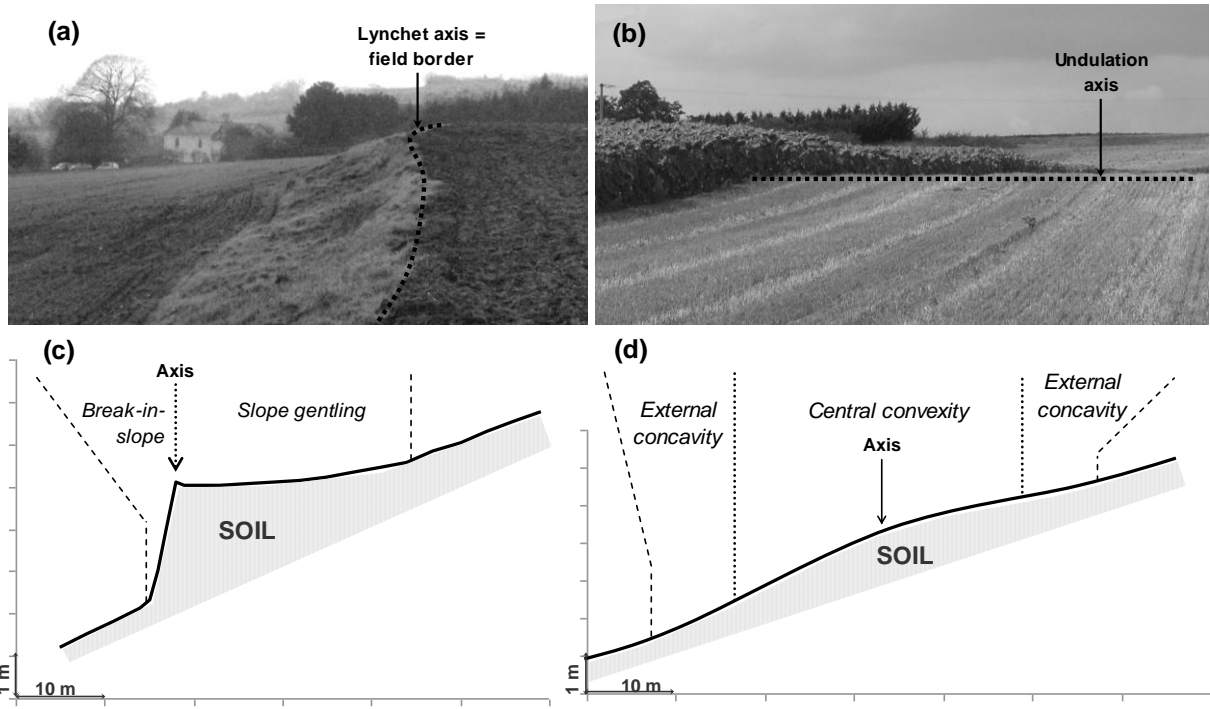 (a)
Lynchet axis =
field border
(b)
Undulation
axis
(c)
Axis
Break-in-
slope
Slope gentling
SOIL
1 m
10 m
(d)
External
concavity
Central convexity
External
concavity
Axis
SOIL
1 m
10 m